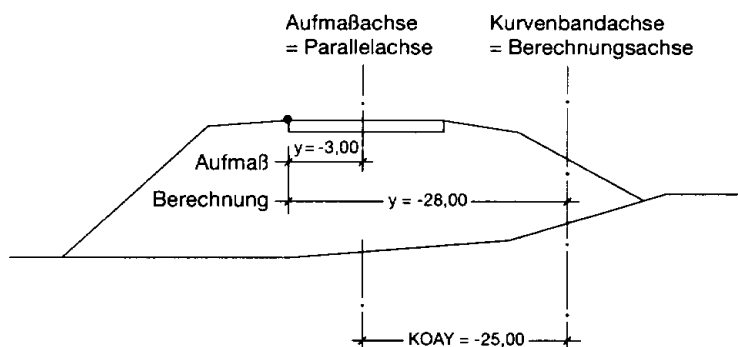 Aufmaßachse
= Parallelachse
Kurvenbandachse
= Berechnungsachse
y = -3,00
Aufmaß
Berechnung
y = -28,00
KOAY = -25,00